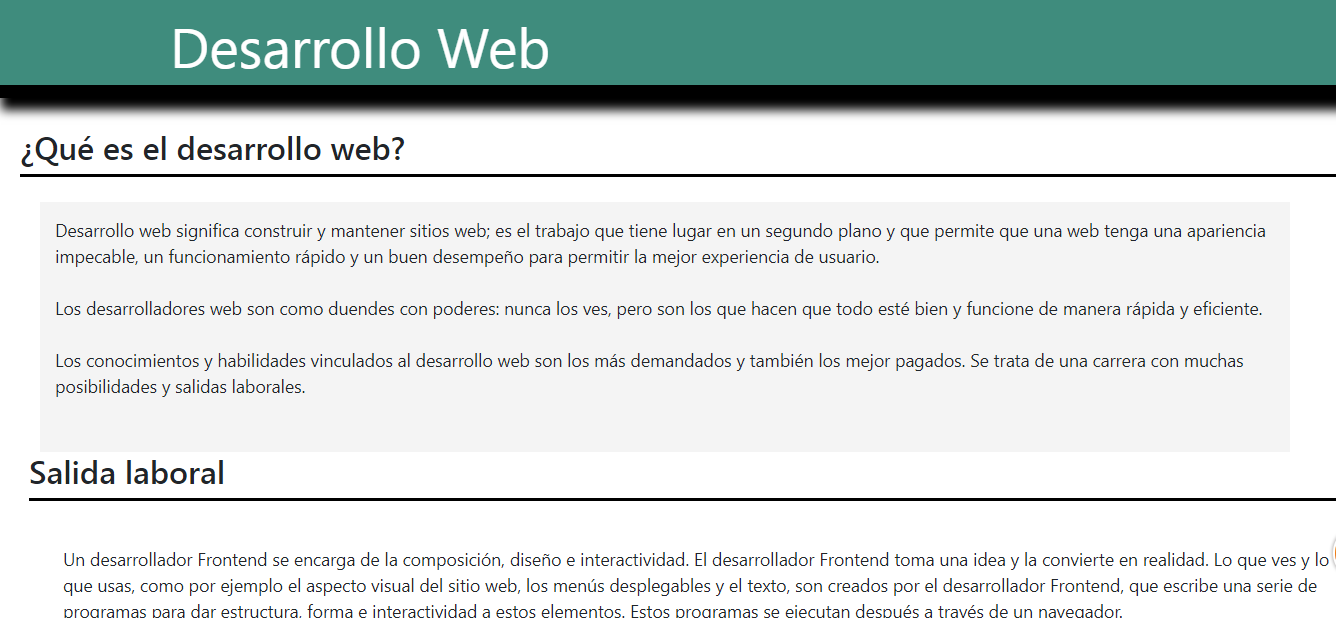 Desarrollo Web
¿Qué es el desarrollo web?
Desarrollo web significa construir y mantener sitios web; es el trabajo que tiene lugar en un segundo plano y que permite que una web tenga una apariencia
impecable, un funcionamiento rápido y un buen desempeño para permitir la mejor experiencia de usuario.
Los desarrolladores web son como duendes con poderes: nunca los ves, pero son los que hacen que todo esté bien y funcione de manera rápida y eficiente.
Los conocimientos y habilidades vinculados al desarrollo web son los más demandados y también los mejor pagados. Se trata de una carrera con muchas
posibilidades y salidas laborales.
Salida laboral
Un desarrollador Frontend se encarga de la composición, diseño e interactividad. El desarrollador Frontend toma una idea y la convierte en realidad. Lo que ves y lo
que usas, como por ejemplo el aspecto visual del sitio web, los menús desplegables y el texto, son creados por el desarrollador Frontend, que escribe una serie de
programas para dar estructura, forma e interactividad a estos elementos. Estos programas se ejecutan después a través de un navegador.